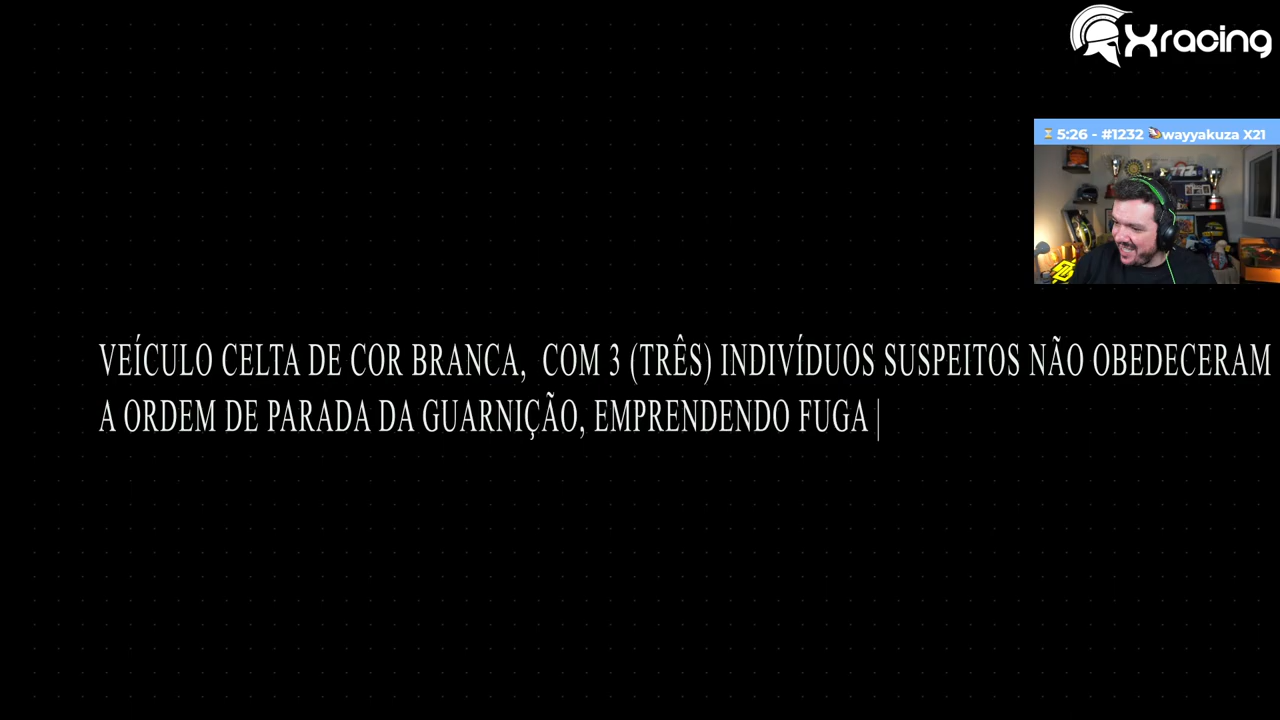 Xracing
5:26 - #1232 wayyakuza X21
VEÍCULO CELTA DE COR BRANCA, COM 3 (TRÊS) INDIVÍDUOS SUSPEITOS NÃO OBEDECERAM
A ORDEM DE PARADA DA GUARNIÇÃO, EMPRENDENDO FUGA |